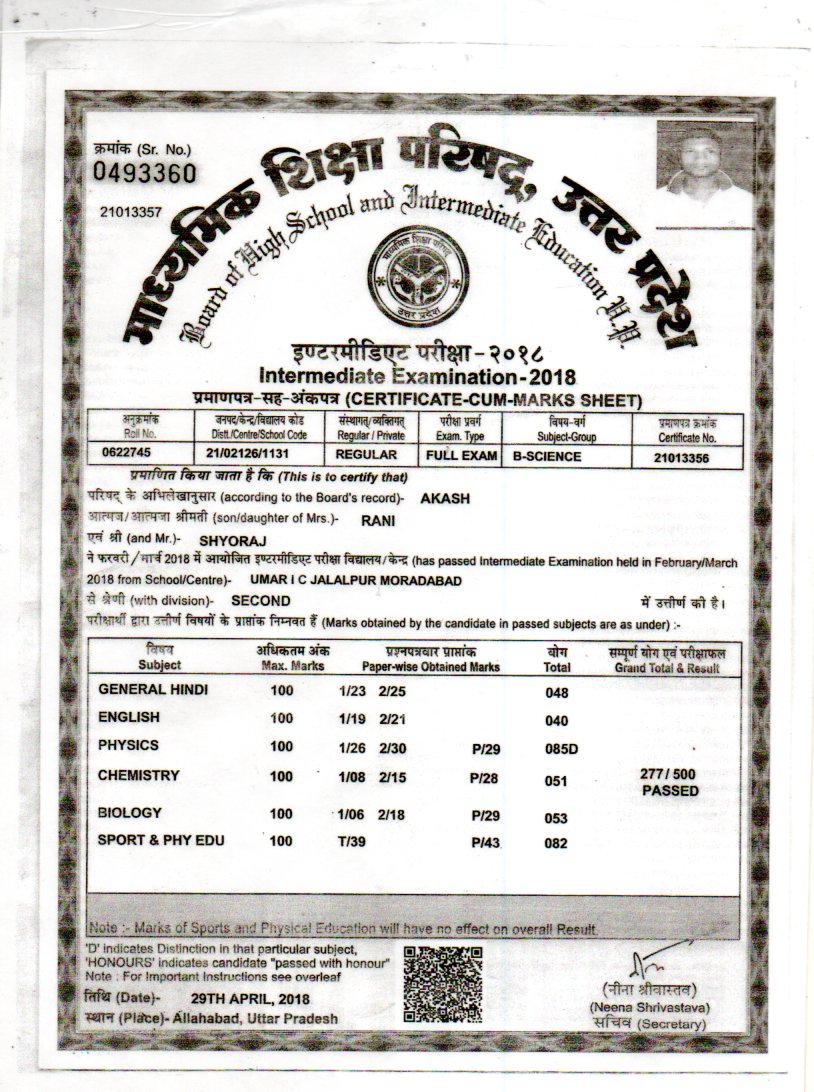 क्रमांक (Sr. No.)
0493360
21013357
माध्यमिक शिक्षा परिषद्, उत्तर प्रदेश
Board of High School and Intermediate Education U.P.
माध्यमिक शिक्षा परिषद
उत्तर प्रदेश
इण्टरमीडिएट परीक्षा - २०१८
Intermediate Examination - 2018
प्रमाणपत्र-सह-अंकपत्र (CERTIFICATE-CUM-MARKS SHEET)
अनुक्रमांक जनपद/केन्द्र/विद्यालय कोड संस्थागत/व्यक्तिगत परीक्षा प्रवर्ग विषय-वर्ग प्रमाणपत्र क्रमांक
Roll No. Distt./Centre/School Code Regular / Private Exam. Type Subject-Group Certificate No.
0622745 21/02126/1131 REGULAR FULL EXAM B-SCIENCE 21013356
प्रमाणित किया जाता है कि (This is to certify that)
परिषद् के अभिलेखानुसार (according to the Board's record)- AKASH
आत्मज/आत्मजा श्रीमती (son/daughter of Mrs.)- RANI
एवं श्री (and Mr.)- SHYORAJ
ने फरवरी/मार्च 2018 में आयोजित इण्टरमीडिएट परीक्षा विद्यालय/केन्द्र (has passed Intermediate Examination held in February/March
2018 from School/Centre)- UMAR I C JALALPUR MORADABAD
से श्रेणी (with division)- SECOND में उत्तीर्ण की है।
परीक्षार्थी द्वारा उत्तीर्ण विषयों के प्राप्तांक निम्नवत हैं (Marks obtained by the candidate in passed subjects are as under) :-
विषय अधिकतम अंक प्रश्नपत्रवार प्राप्तांक योग सम्पूर्ण योग एवं परीक्षाफल
Subject Max. Marks Paper-wise Obtained Marks Total Grand Total & Result
GENERAL HINDI 100 1/23 2/25 048
ENGLISH 100 1/19 2/21 040
PHYSICS 100 1/26 2/30 P/29 085D
CHEMISTRY 100 1/08 2/15 P/28 051 277/500
PASSED
BIOLOGY 100 1/06 2/18 P/29 053
SPORT & PHY EDU 100 T/39 P/43 082
Note :- Marks of Sports and Physical Education will have no effect on overall Result.
'D' indicates Distinction in that particular subject,
'HONOURS' indicates candidate "passed with honour"
Note : For Important Instructions see overleaf
तिथि (Date)- 29TH APRIL, 2018
स्थान (Place)- Allahabad, Uttar Pradesh
(नीना श्रीवास्तव)
(Neena Shrivastava)
सचिव (Secretary)